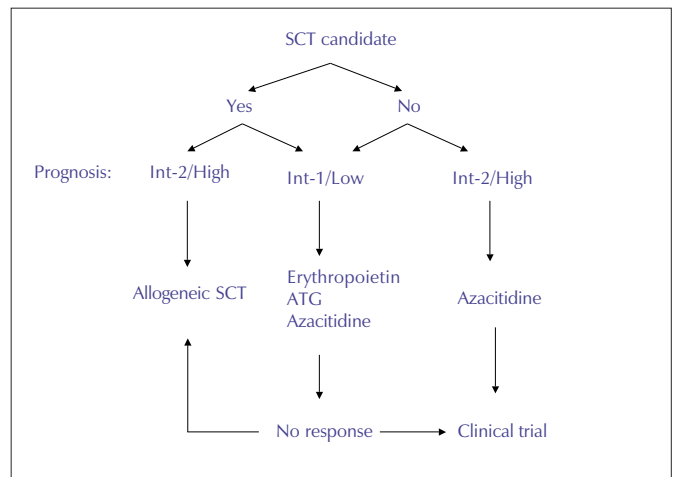 SCT candidate
Yes No
Prognosis: Int-2/High Int-1/Low Int-2/High
Allogeneic SCT
Erythropoietin
ATG
Azacitidine
Azacitidine
No response Clinical trial